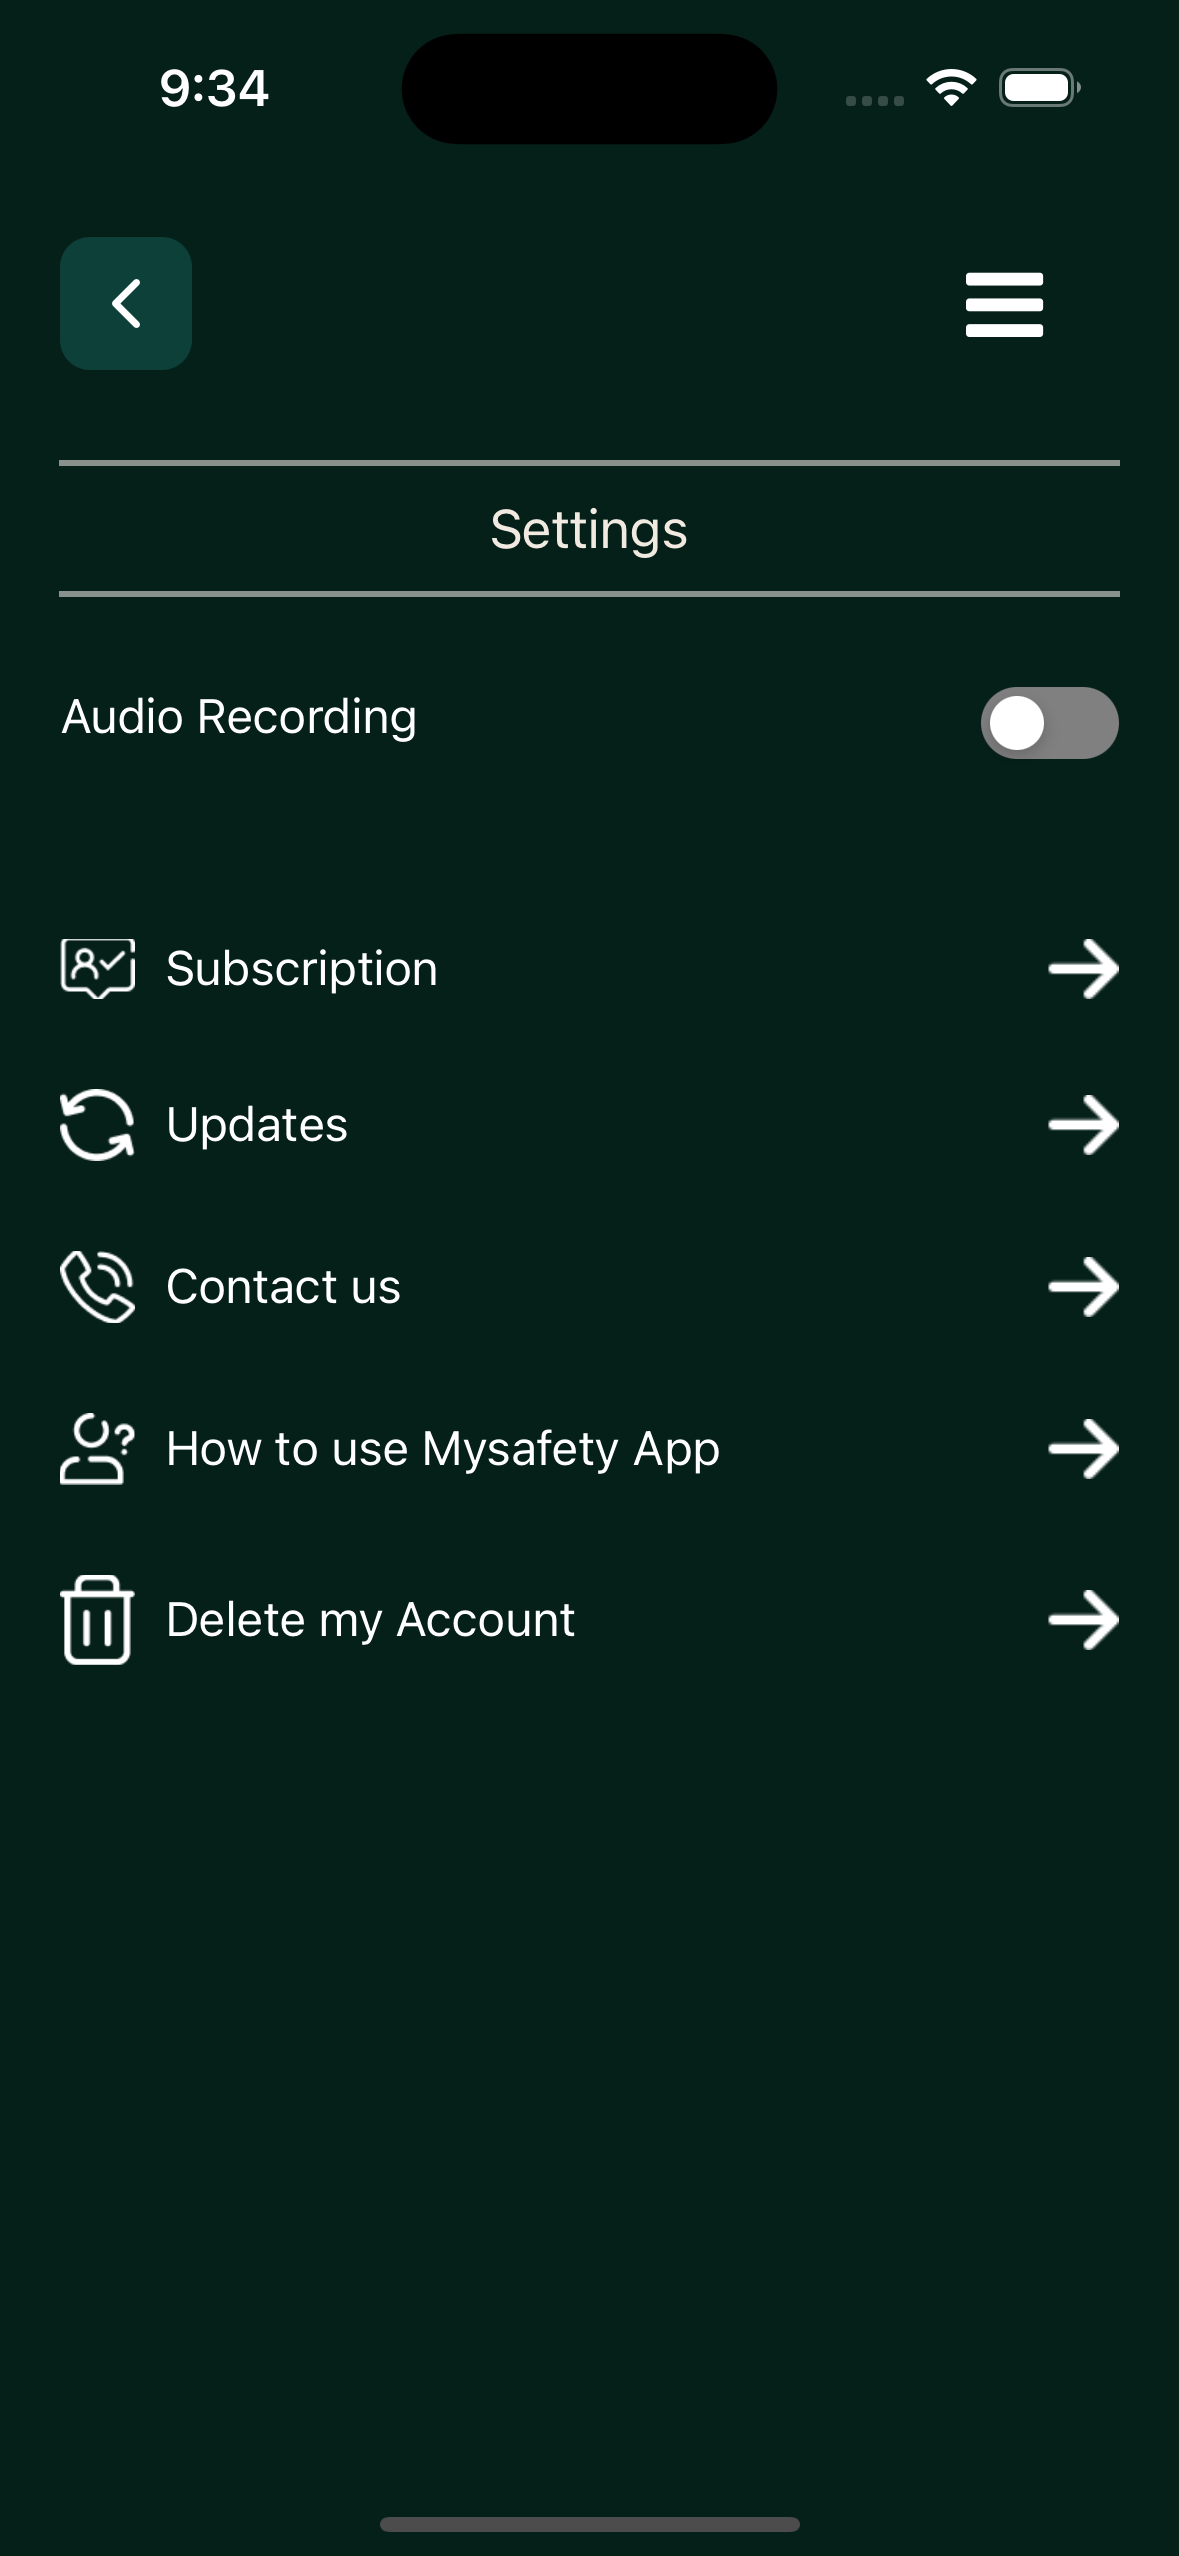 9:34
Settings
Audio Recording
Subscription
Updates
Contact us
How to use Mysafety App
Delete my Account